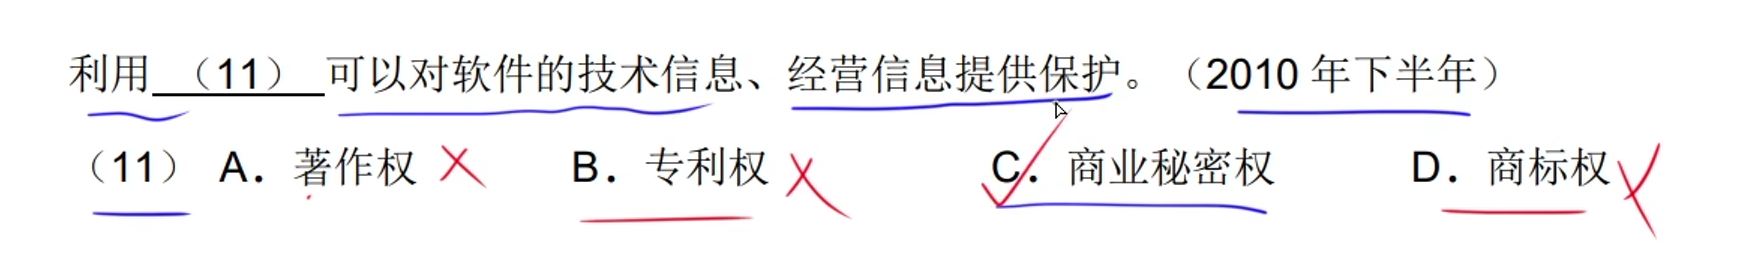 利用 （11） 可以对软件的技术信息、经营信息提供保护。（2010 年下半年）
（11） A．著作权 B．专利权 C．商业秘密权 D．商标权